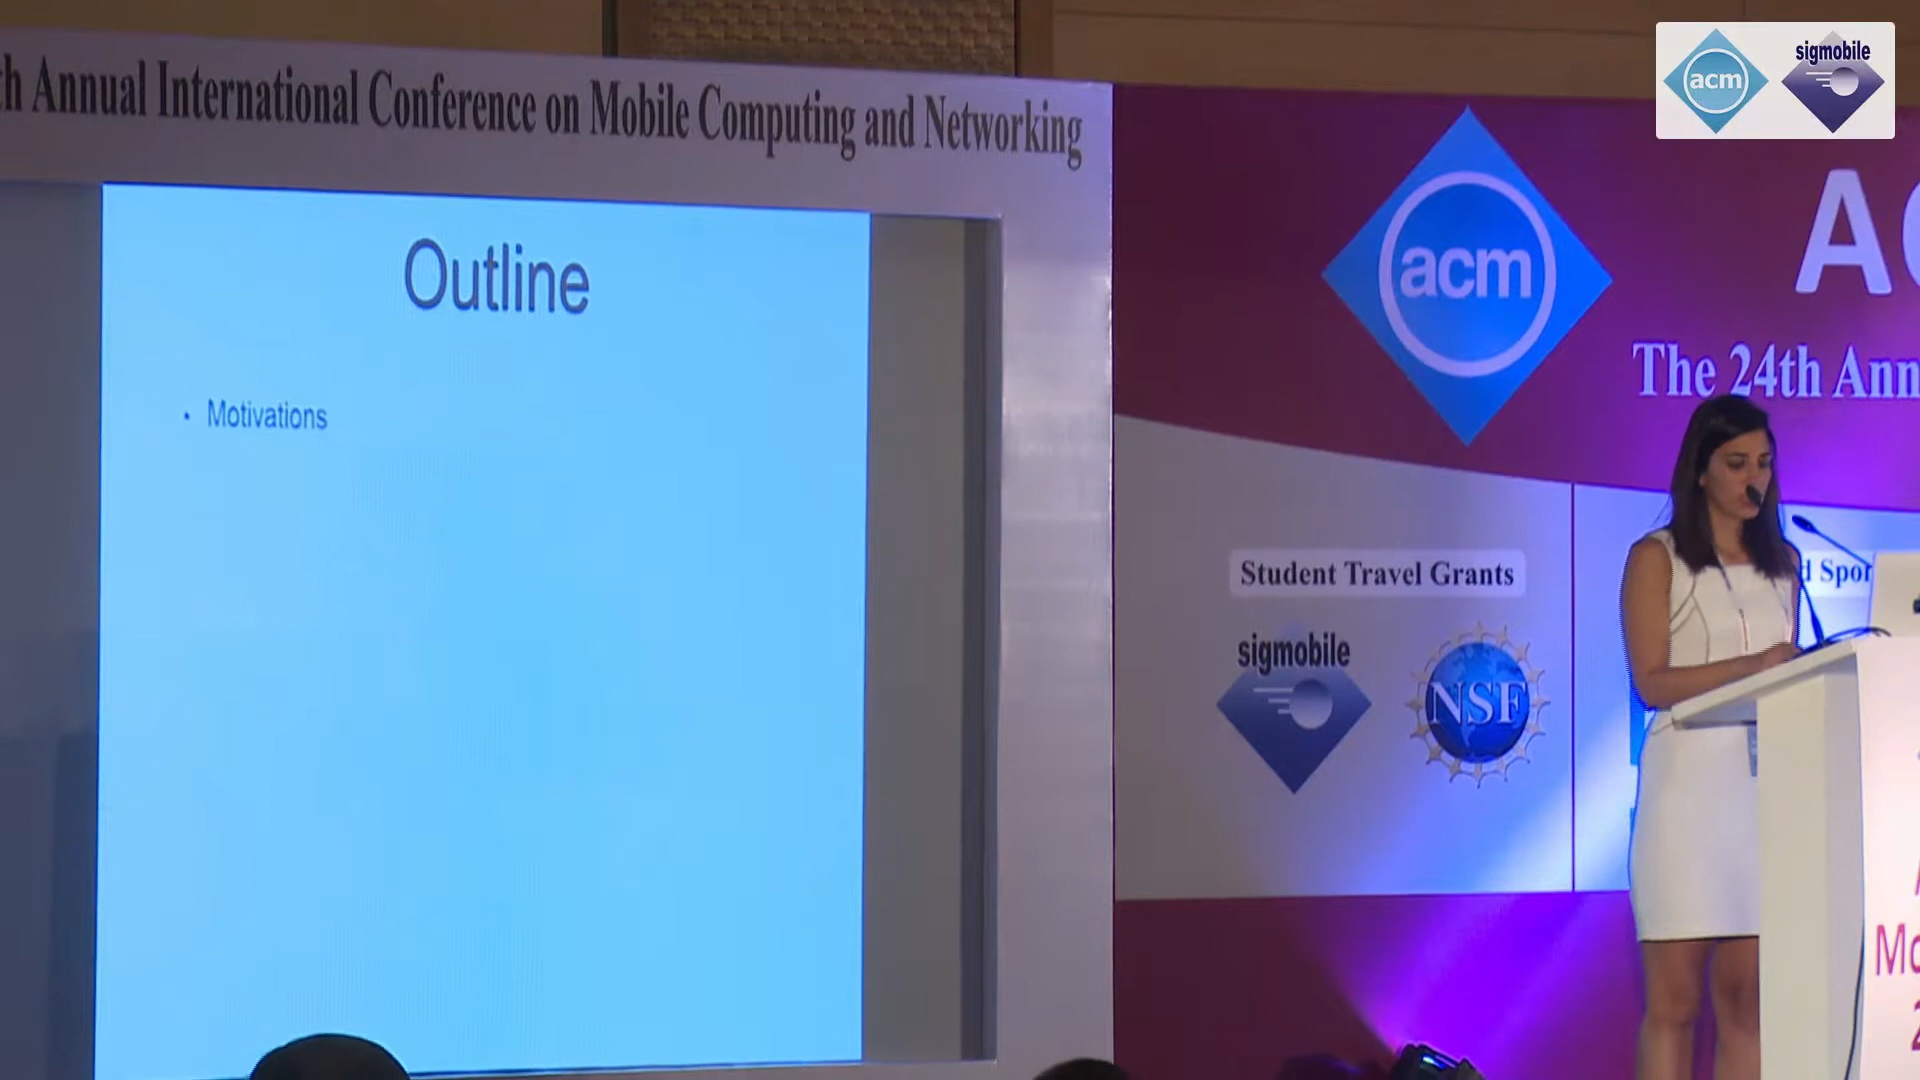 h Annual International Conference on Mobile Computing and Networking
Outline
• Motivations
acm
sigmobile
acm
The 24th Ann
Student Travel Grants
d Spor
sigmobile
NSF